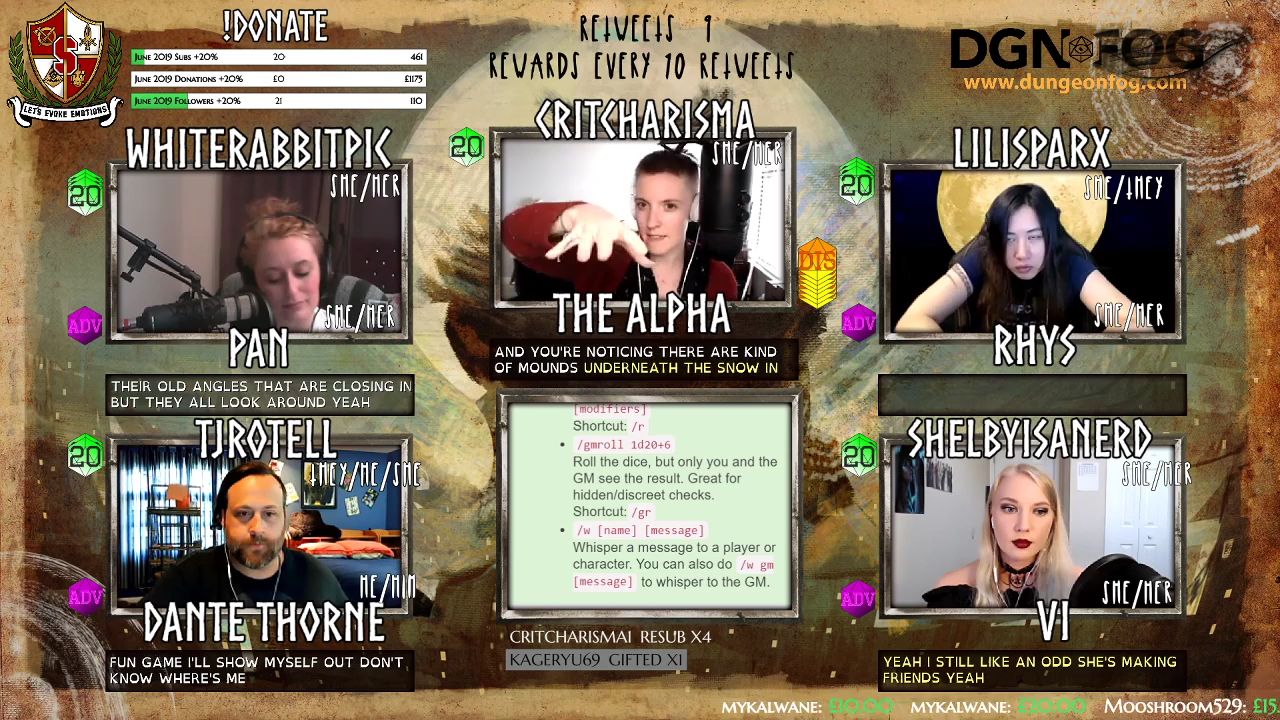 !DONATE
JUNE 2019 SUBS +20% 20 461
JUNE 2019 DONATIONS +20% £0 £1175
JUNE 2019 FOLLOWERS +20% 21 110
LET'S EVOKE EMOTIONS
RETWEETS 9
REWARDS EVERY 10 RETWEETS
DGN FOG
www.dungeonfog.com
WHITERABBITPIC
SHE/HER
20
ADV
SHE/HER
PAN
THEIR OLD ANGLES THAT ARE CLOSING IN
BUT THEY ALL LOOK AROUND YEAH
CRITCHARISMA
SHE/HER
20
DTS
THE ALPHA
AND YOU'RE NOTICING THERE ARE KIND
OF MOUNDS UNDERNEATH THE SNOW IN
LILISPARX
SHE/THEY
20
ADV
SHE/HER
RHYS
TJROTELL
THEY/HE/SHE
20
ADV
HE/HIM
DANTE THORNE
FUN GAME I'LL SHOW MYSELF OUT DON'T
KNOW WHERE'S ME
[modifiers]
Shortcut: /r
• /gmroll 1d20+6
Roll the dice, but only you and the
GM see the result. Great for
hidden/discreet checks.
Shortcut: /gr
• /w [name] [message]
Whisper a message to a player or
character. You can also do /w gm
[message] to whisper to the GM.
CRITCHARISMA1 RESUB X4
KAGERYU69 GIFTED X1
SHELBYISANERD
SHE/HER
20
ADV
SHE/HER
VI
YEAH I STILL LIKE AN ODD SHE'S MAKING
FRIENDS YEAH
MYKALWANE: £10.00 MYKALWANE: £20.00 MOOSHROOM529: £15.